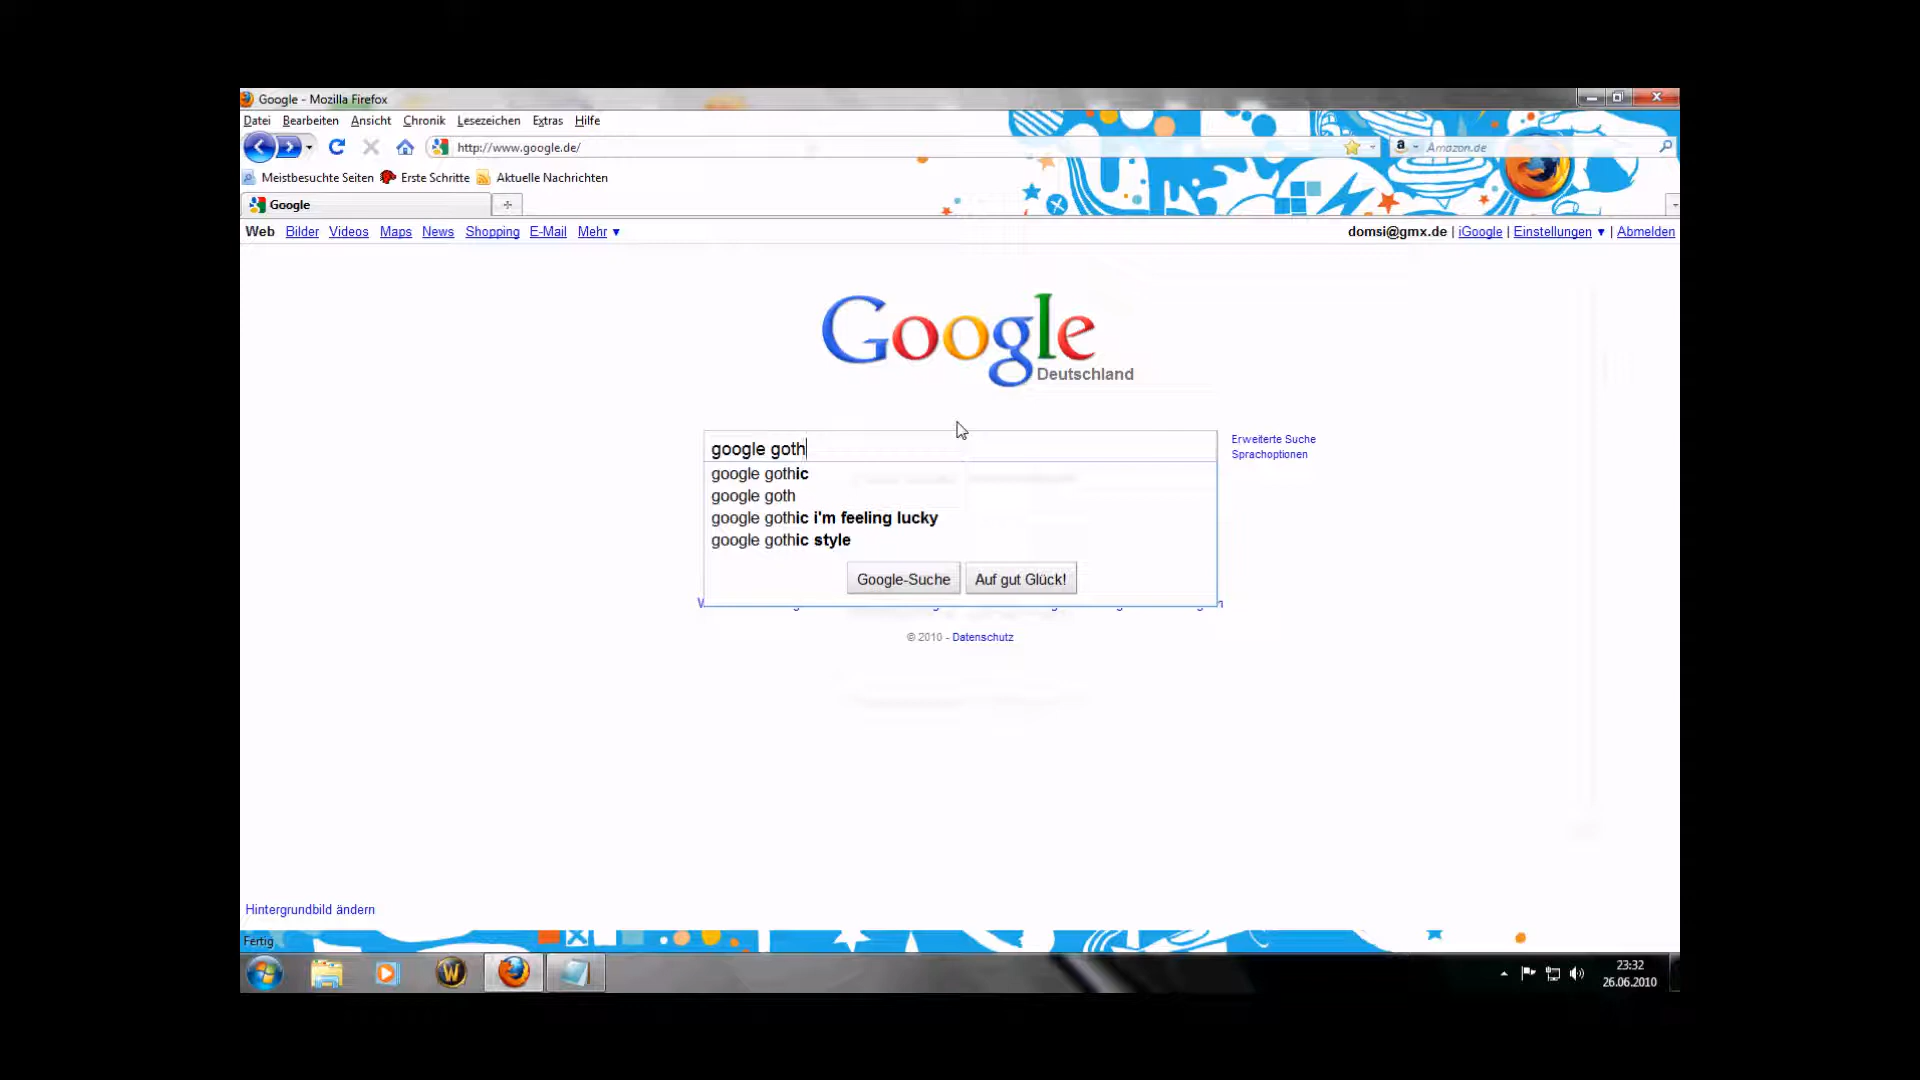 Google - Mozilla Firefox
Datei Bearbeiten Ansicht Chronik Lesezeichen Extras Hilfe
http://www.google.de/
Amazon.de
Meistbesuchte Seiten Erste Schritte Aktuelle Nachrichten
Google
Web Bilder Videos Maps News Shopping E-Mail Mehr ▼
domsi@gmx.de | iGoogle | Einstellungen ▼ | Abmelden
Google
Deutschland
google goth
Erweiterte Suche
Sprachoptionen
google gothic
google goth
google gothic i'm feeling lucky
google gothic style
Google-Suche Auf gut Glück!
© 2010 - Datenschutz
Hintergrundbild ändern
Fertig
23:32
26.06.2010